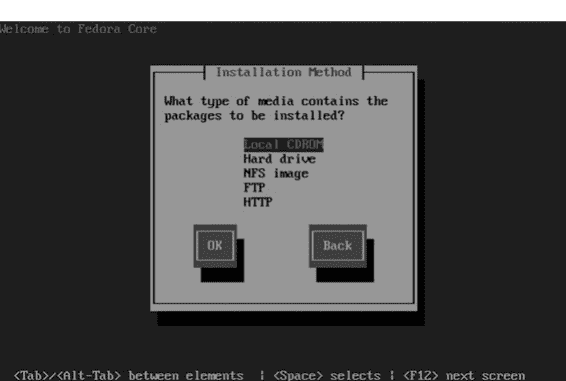 Welcome to Fedora Core
Installation Method
What type of media contains the
packages to be installed?
Local CDROM
Hard drive
NFS image
FTP
HTTP
OK Back
<Tab>/<Alt-Tab> between elements | <Space> selects | <F12> next screen